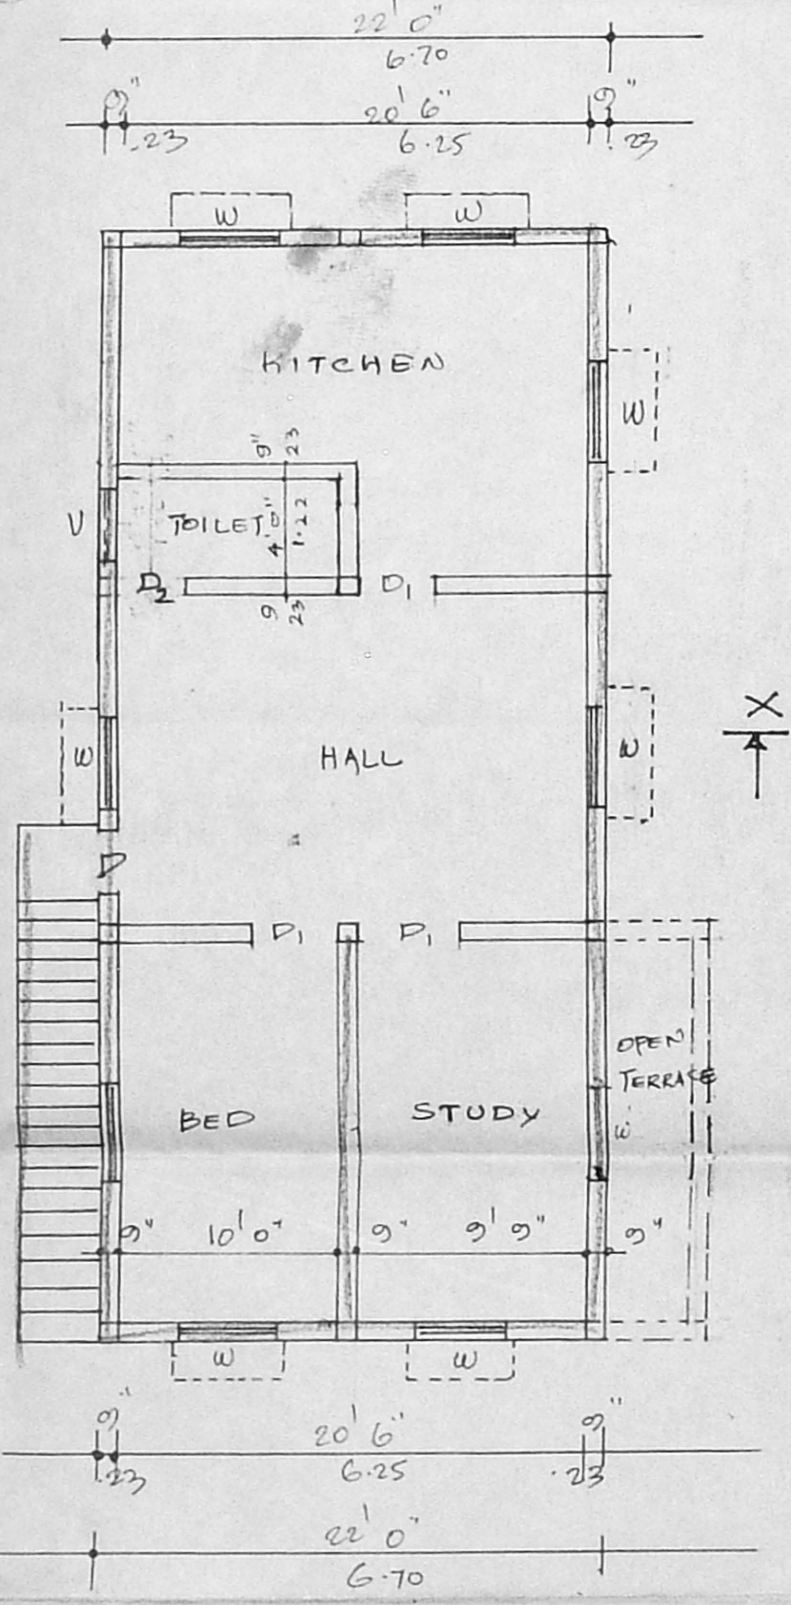 22' 0"
6.70
9" 20' 6" 9"
.23 6.25 .23
W W
KITCHEN
W
9" 23
V TOILET 4' 0" 1.22
D2 D1
9 23
X
W HALL W
D
D1 D1
OPEN
TERRACE
BED STUDY W
9" 10' 0" 9" 9' 9" 9"
W W
9" 20' 6" 9"
.23 6.25 .23
22' 0"
6.70